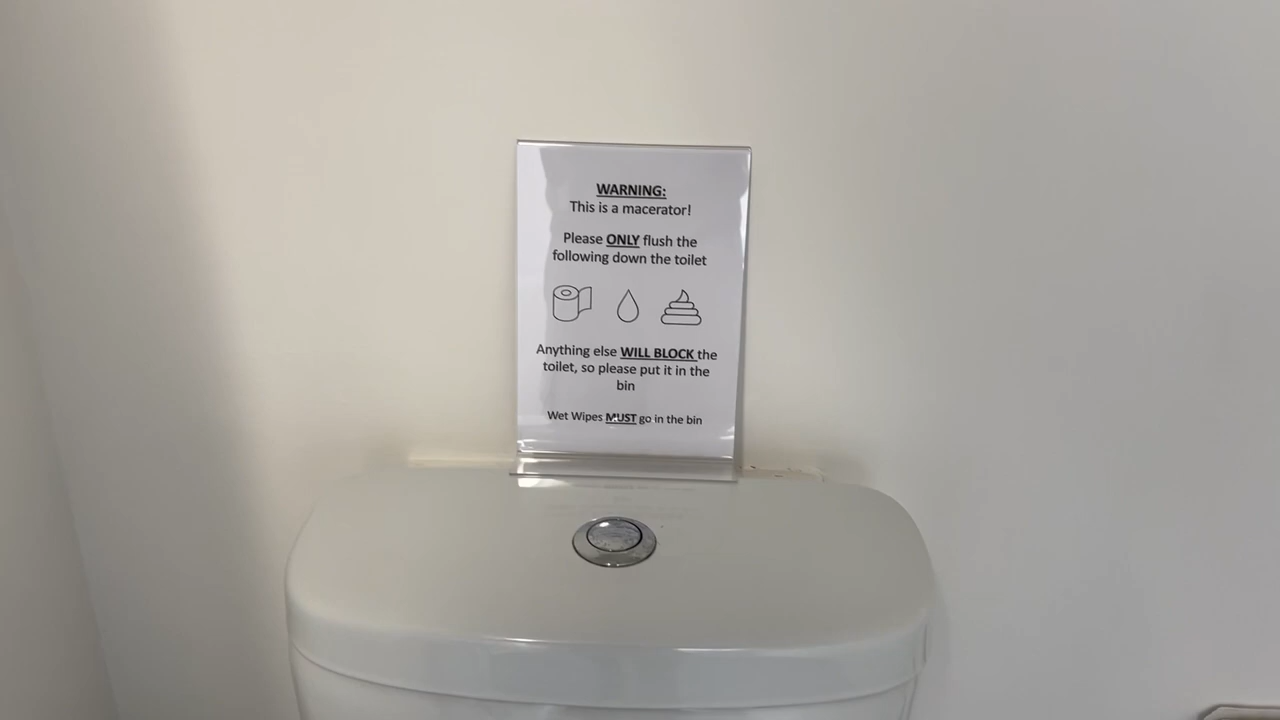 WARNING:
This is a macerator!
Please ONLY flush the
following down the toilet
Anything else WILL BLOCK the
toilet, so please put it in the
bin
Wet Wipes MUST go in the bin